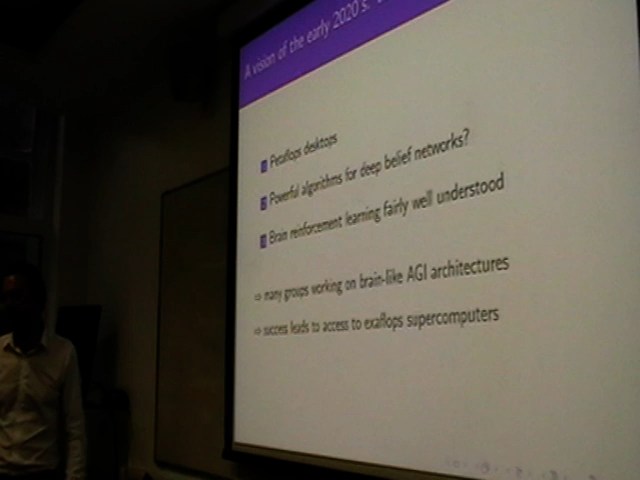 A vision of the early 2020's:
Petaflops desktops
Powerful algorithms for deep belief networks?
Brain reinforcement learning fairly well understood
⇒ many groups working on brain-like AGI architectures
⇒ success leads to access to exaflops supercomputers